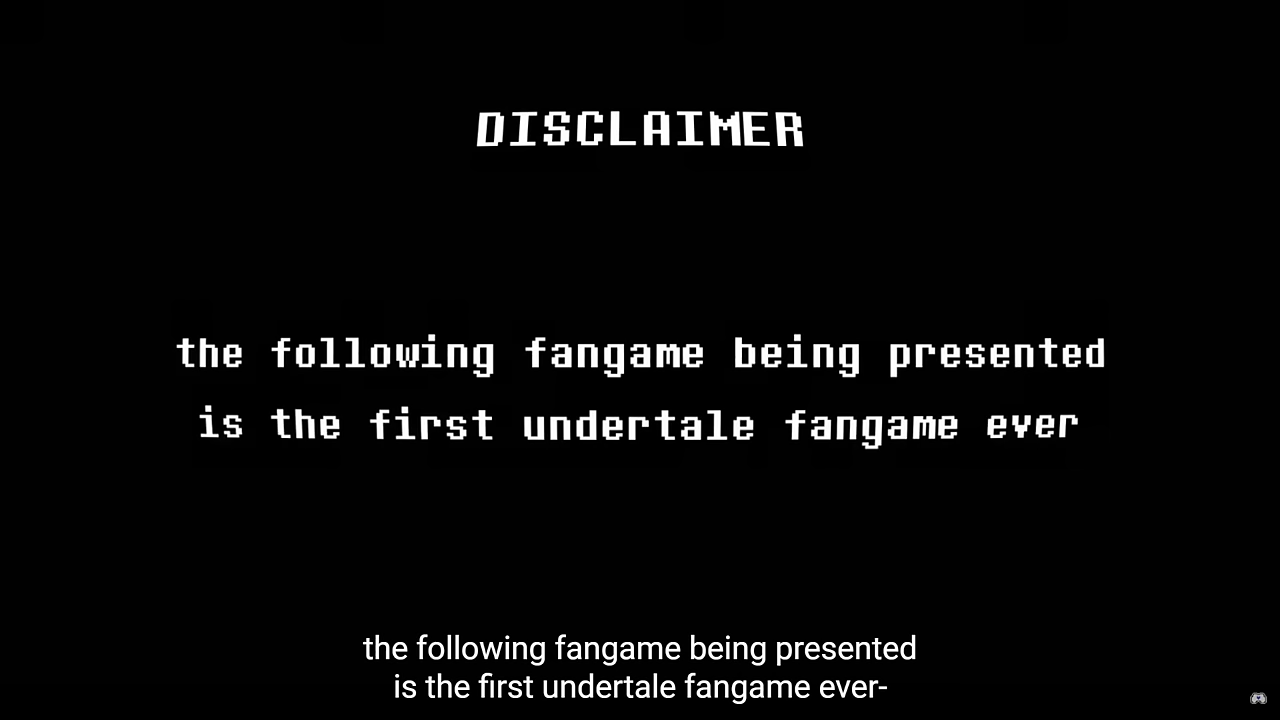 DISCLAIMER
the following fangame being presented
is the first undertale fangame ever
the following fangame being presented
is the first undertale fangame ever-